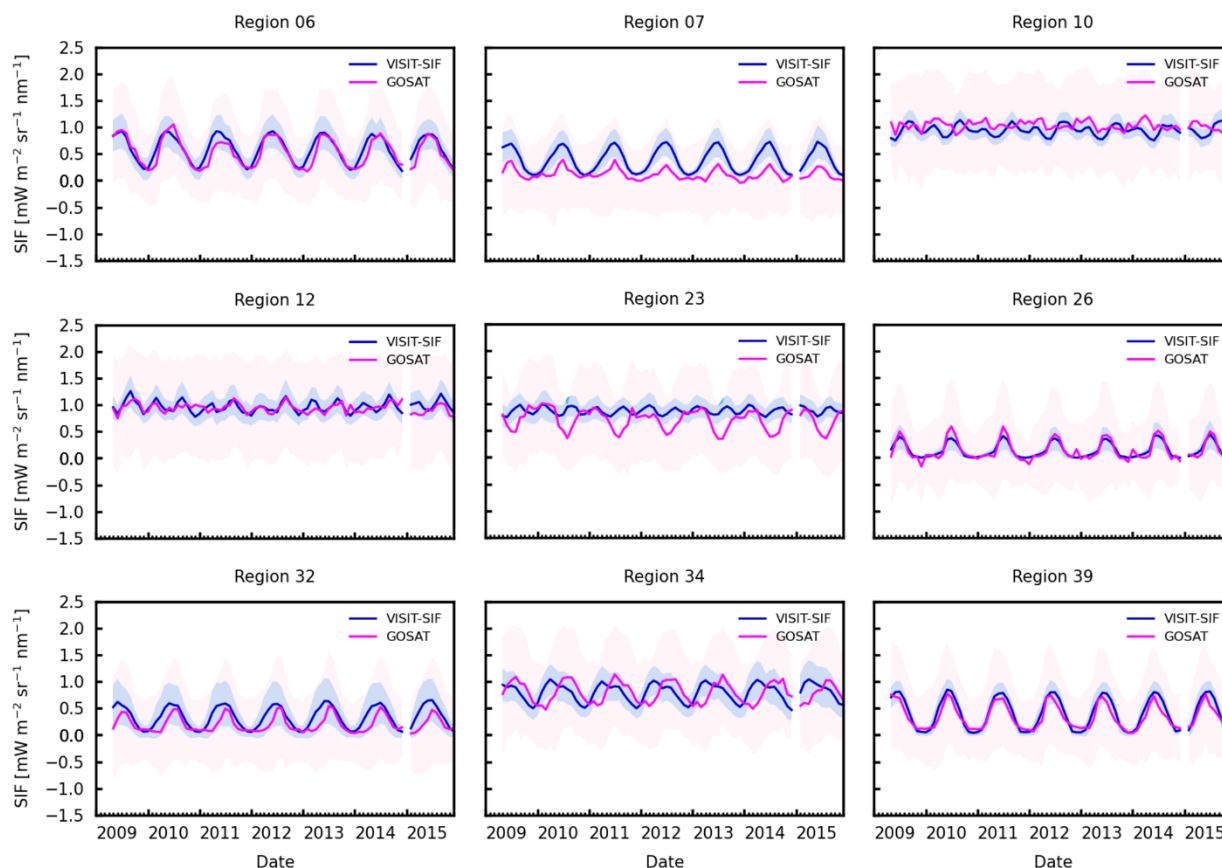 Region 06
Region 07
Region 10
SIF [mW m⁻² sr⁻¹ nm⁻¹]
2.5
2.0
1.5
1.0
0.5
0.0
−0.5
−1.0
−1.5
VISIT-SIF
GOSAT
VISIT-SIF
GOSAT
VISIT-SIF
GOSAT
Region 12
Region 23
Region 26
SIF [mW m⁻² sr⁻¹ nm⁻¹]
2.5
2.0
1.5
1.0
0.5
0.0
−0.5
−1.0
−1.5
VISIT-SIF
GOSAT
VISIT-SIF
GOSAT
VISIT-SIF
GOSAT
Region 32
Region 34
Region 39
SIF [mW m⁻² sr⁻¹ nm⁻¹]
2.5
2.0
1.5
1.0
0.5
0.0
−0.5
−1.0
−1.5
VISIT-SIF
GOSAT
VISIT-SIF
GOSAT
VISIT-SIF
GOSAT
2009 2010 2011 2012 2013 2014 2015
2009 2010 2011 2012 2013 2014 2015
2009 2010 2011 2012 2013 2014 2015
Date
Date
Date